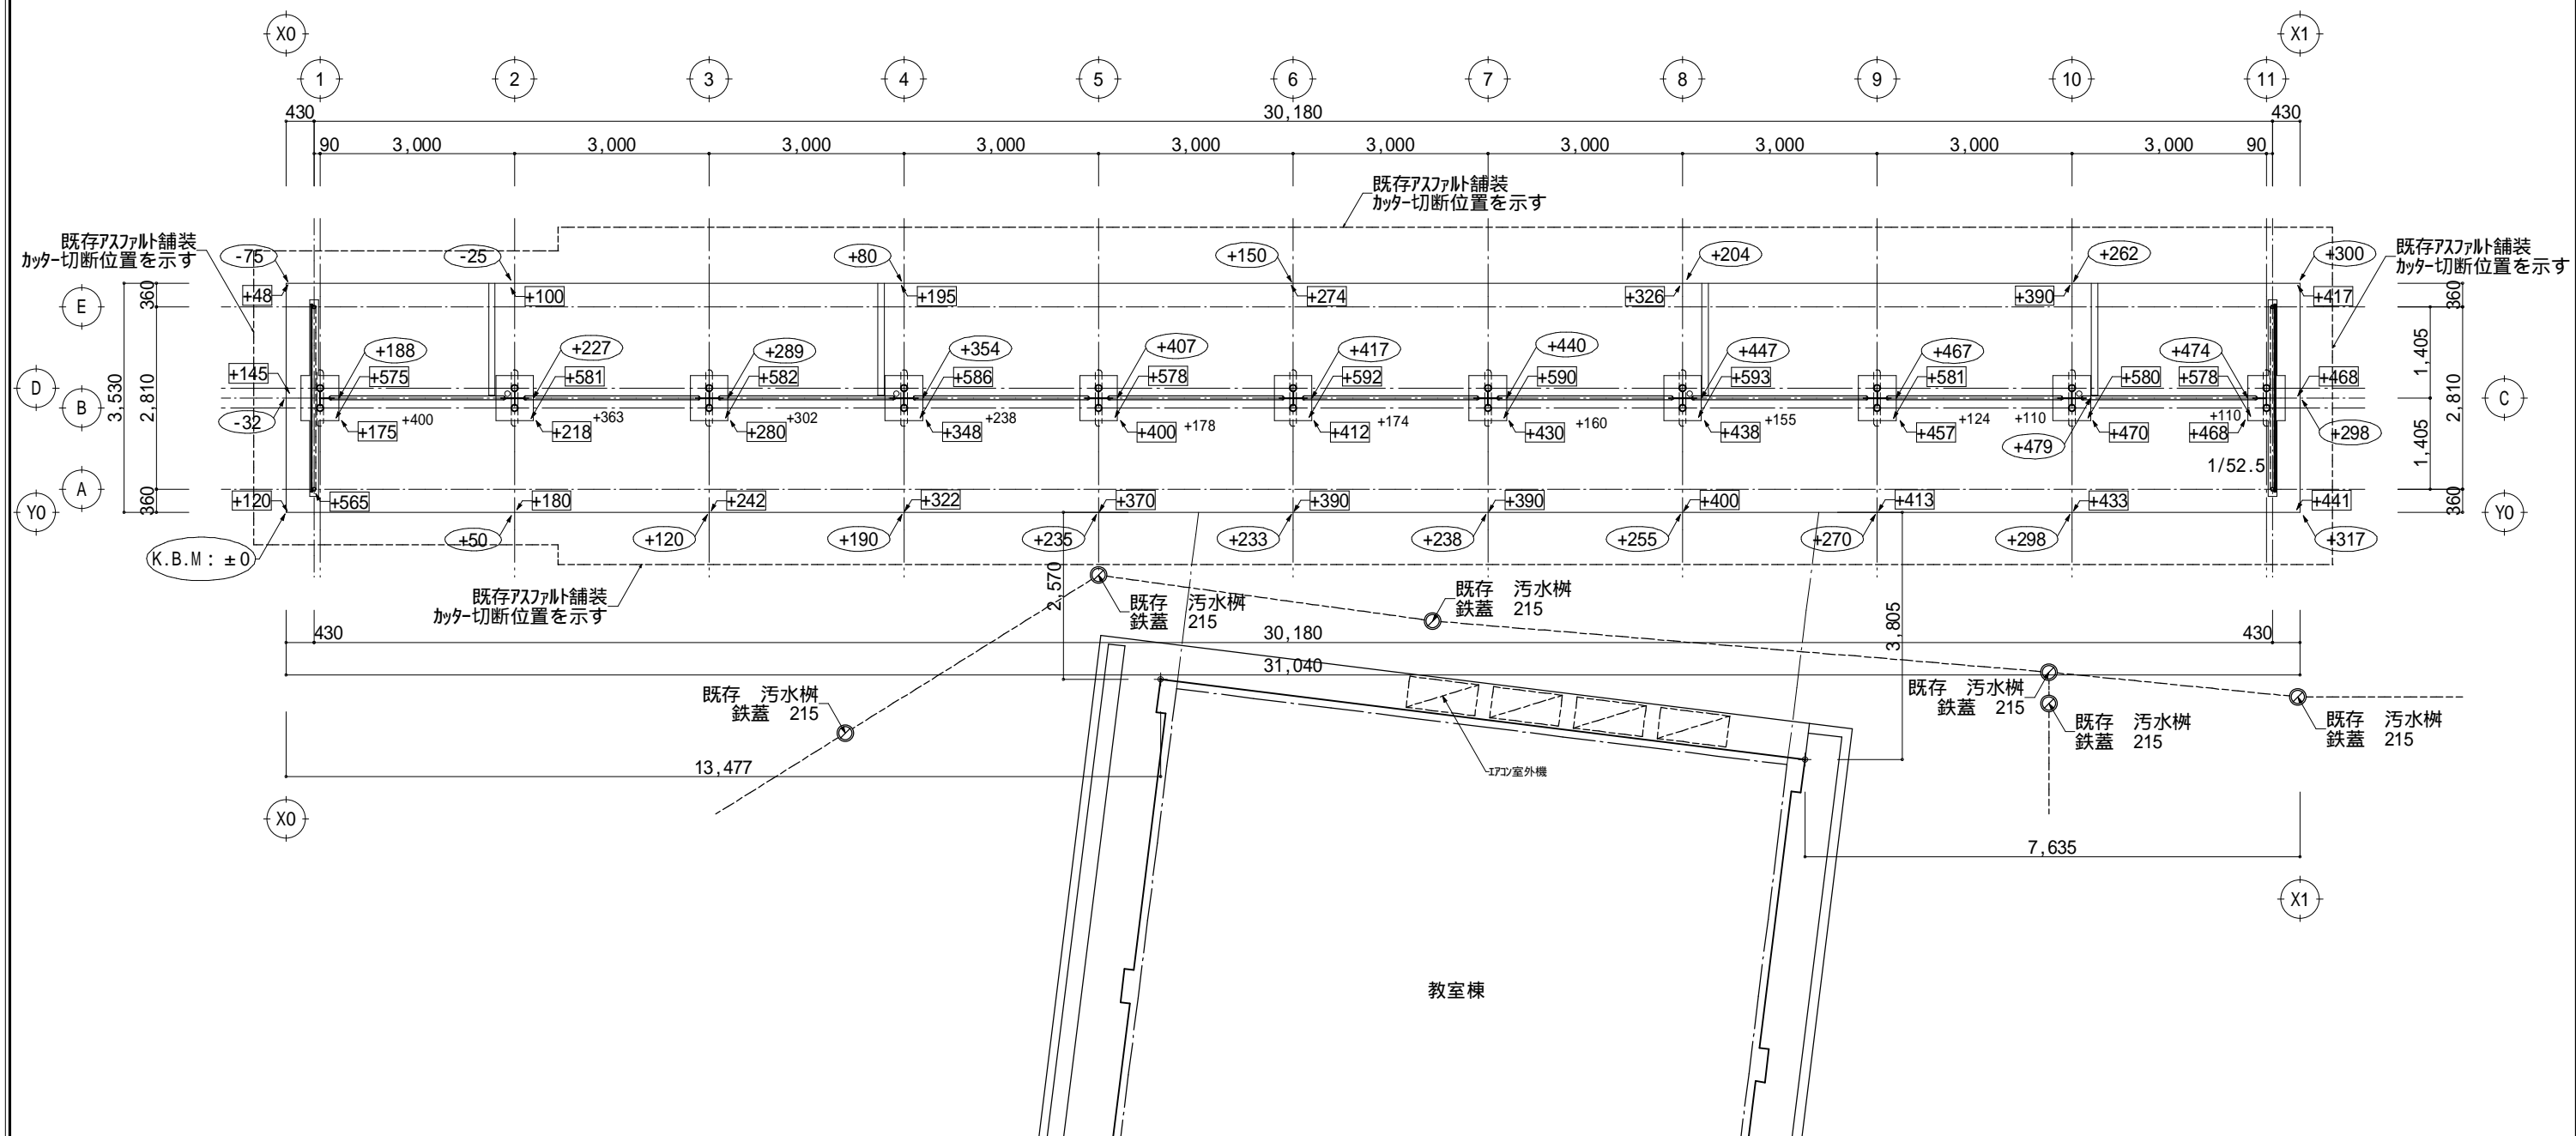 X0 X1
1 2 3 4 5 6 7 8 9 10 11
430 30,180 430
90 3,000 3,000 3,000 3,000 3,000 3,000 3,000 3,000 3,000 3,000 90
既存アスファルト舗装
カッター切断位置を示す
既存アスファルト舗装
カッター切断位置を示す
既存アスファルト舗装
カッター切断位置を示す
-75 -25 +80 +150 +204 +262 +300
+48 +100 +195 +274 +326 +390 +417
E
D
B
A
Y0
C
Y0
360
3,530
2,810
360
360
1,405
2,810
1,405
360
+188 +227 +289 +354 +407 +417 +440 +447 +467 +474
+145 +575 +581 +582 +586 +578 +592 +590 +593 +581 +580 +578 +468
-32 +400 +363 +302 +238 +178 +174 +160 +155 +124 +110 +110
+175 +218 +280 +348 +400 +412 +430 +438 +457 +470 +468 +298
+479
1/52.5
+120 +565 +180 +242 +322 +370 +390 +390 +400 +413 +433 +441
+50 +120 +190 +235 +233 +238 +255 +270 +298 +317
K.B.M：±0
既存アスファルト舗装
カッター切断位置を示す
2,570
3,805
既存 汚水桝
鉄蓋 215
既存 汚水桝
鉄蓋 215
430 30,180 430
31,040
既存 汚水桝
鉄蓋 215
既存 汚水桝
鉄蓋 215
既存 汚水桝
鉄蓋 215
既存 汚水桝
鉄蓋 215
13,477
エアコン室外機
7,635
X0
X1
教室棟